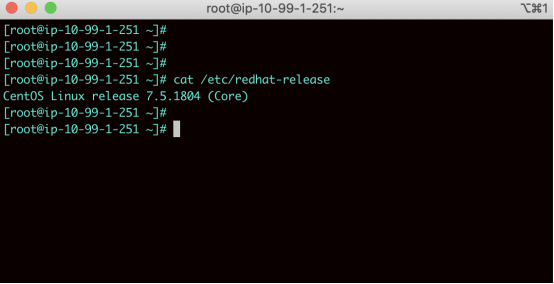 root@ip-10-99-1-251:~
⌥⌘1
[root@ip-10-99-1-251 ~]#
[root@ip-10-99-1-251 ~]#
[root@ip-10-99-1-251 ~]#
[root@ip-10-99-1-251 ~]# cat /etc/redhat-release
CentOS Linux release 7.5.1804 (Core)
[root@ip-10-99-1-251 ~]#
[root@ip-10-99-1-251 ~]#